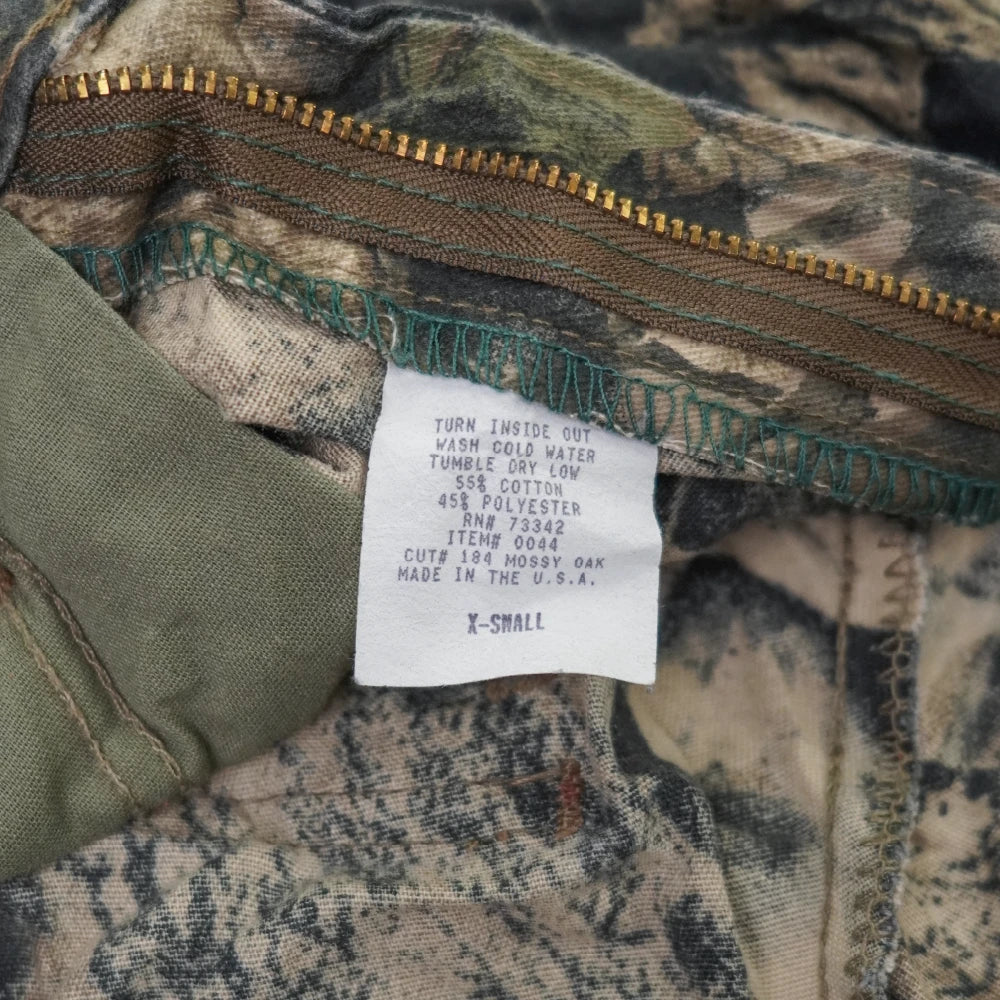 TURN INSIDE OUT
WASH COLD WATER
TUMBLE DRY LOW
55% COTTON
45% POLYESTER
RN# 73342
ITEM# 0044
CUT# 184 MOSSY OAK
MADE IN THE U.S.A.
X-SMALL